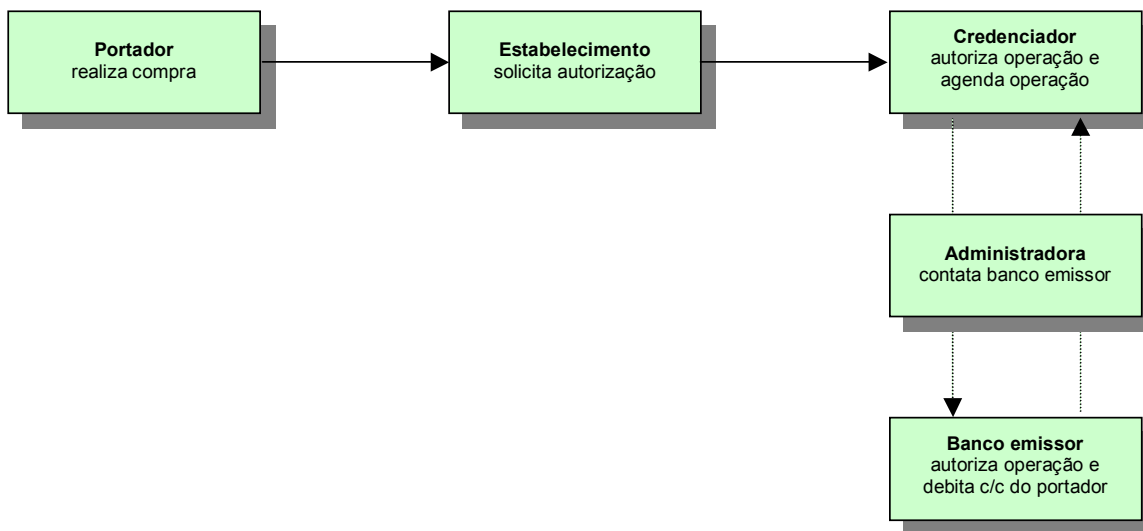 Portador
realiza compra
Estabelecimento
solicita autorização
Credenciador
autoriza operação e
agenda operação
Administradora
contata banco emissor
Banco emissor
autoriza operação e
debita c/c do portador